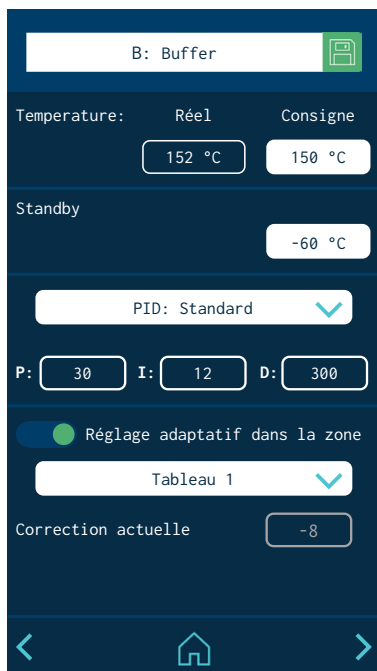 B: Buffer
Temperature: Réel Consigne
152 °C 150 °C
Standby
-60 °C
PID: Standard
P: 30 I: 12 D: 300
Réglage adaptatif dans la zone
Tableau 1
Correction actuelle -8